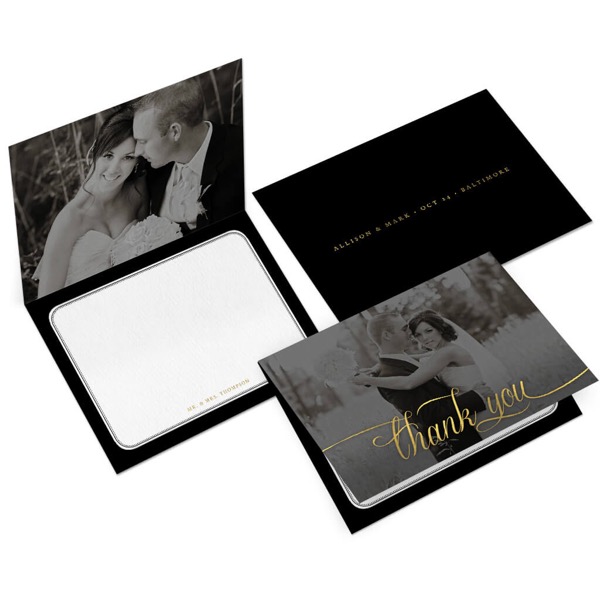 ALLISON & MARK • OCT 14 • BALTIMORE
MR. & MRS. THOMPSON
thank you